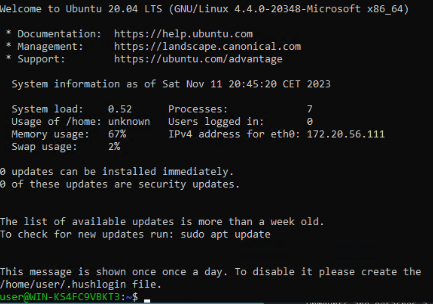 Welcome to Ubuntu 20.04 LTS (GNU/Linux 4.4.0-20348-Microsoft x86_64)
* Documentation: https://help.ubuntu.com
* Management: https://landscape.canonical.com
* Support: https://ubuntu.com/advantage
System information as of Sat Nov 11 20:45:20 CET 2023
System load: 0.52 Processes: 7
Usage of /home: unknown Users logged in: 0
Memory usage: 67% IPv4 address for eth0: 172.20.56.111
Swap usage: 2%
0 updates can be installed immediately.
0 of these updates are security updates.
The list of available updates is more than a week old.
To check for new updates run: sudo apt update
This message is shown once once a day. To disable it please create the
/home/user/.hushlogin file.
user@WIN-KS4FC9VBKT3:~$